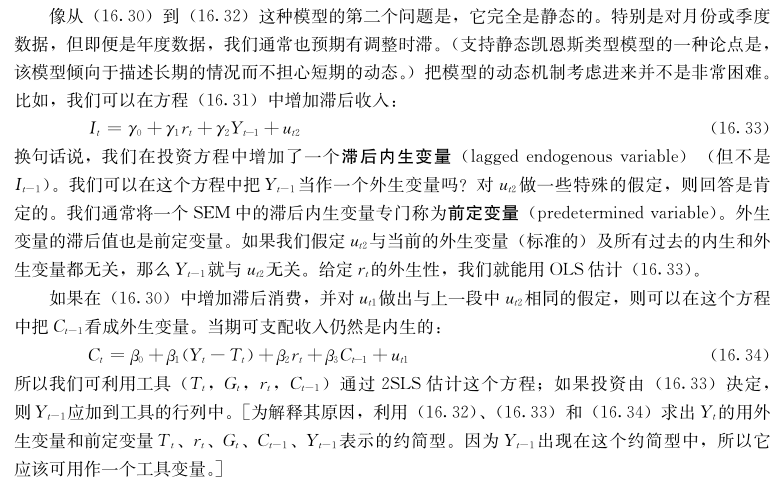 像从（16.30）到（16.32）这种模型的第二个问题是，它完全是静态的。特别是对月份或季度
数据，但即便是年度数据，我们通常也预期有调整时滞。（支持静态凯恩斯类型模型的一种论点是，
该模型倾向于描述长期的情况而不担心短期的动态。）把模型的动态机制考虑进来并不是非常困难。
比如，我们可以在方程（16.31）中增加滞后收入：
I_t = γ_0 + γ_1 r_t + γ_2 Y_{t-1} + u_{t2} （16.33）
换句话说，我们在投资方程中增加了一个滞后内生变量（lagged endogenous variable）（但不是
I_{t-1}）。我们可以在这个方程中把 Y_{t-1} 当作一个外生变量吗？对 u_{t2} 做一些特殊的假定，则回答是肯
定的。我们通常将一个 SEM 中的滞后内生变量专门称为前定变量（predetermined variable）。外生
变量的滞后值也是前定变量。如果我们假定 u_{t2} 与当前的外生变量（标准的）及所有过去的内生和外
生变量都无关，那么 Y_{t-1} 就与 u_{t2} 无关。给定 r_t 的外生性，我们就能用 OLS 估计（16.33）。
如果在（16.30）中增加滞后消费，并对 u_{t1} 做出与上一段中 u_{t2} 相同的假定，则可以在这个方程
中把 C_{t-1} 看成外生变量。当期可支配收入仍然是内生的：
C_t = β_0 + β_1 (Y_t - T_t) + β_2 r_t + β_3 C_{t-1} + u_{t1} （16.34）
所以我们可利用工具（T_t，G_t，r_t，C_{t-1}）通过 2SLS 估计这个方程；如果投资由（16.33）决定，
则 Y_{t-1} 应加到工具的行列中。[为解释其原因，利用（16.32）、（16.33）和（16.34）求出 Y_t 的用外
生变量和前定变量 T_t、r_t、G_t、C_{t-1}、Y_{t-1} 表示的约简型。因为 Y_{t-1} 出现在这个约简型中，所以它
应该可用作一个工具变量。]